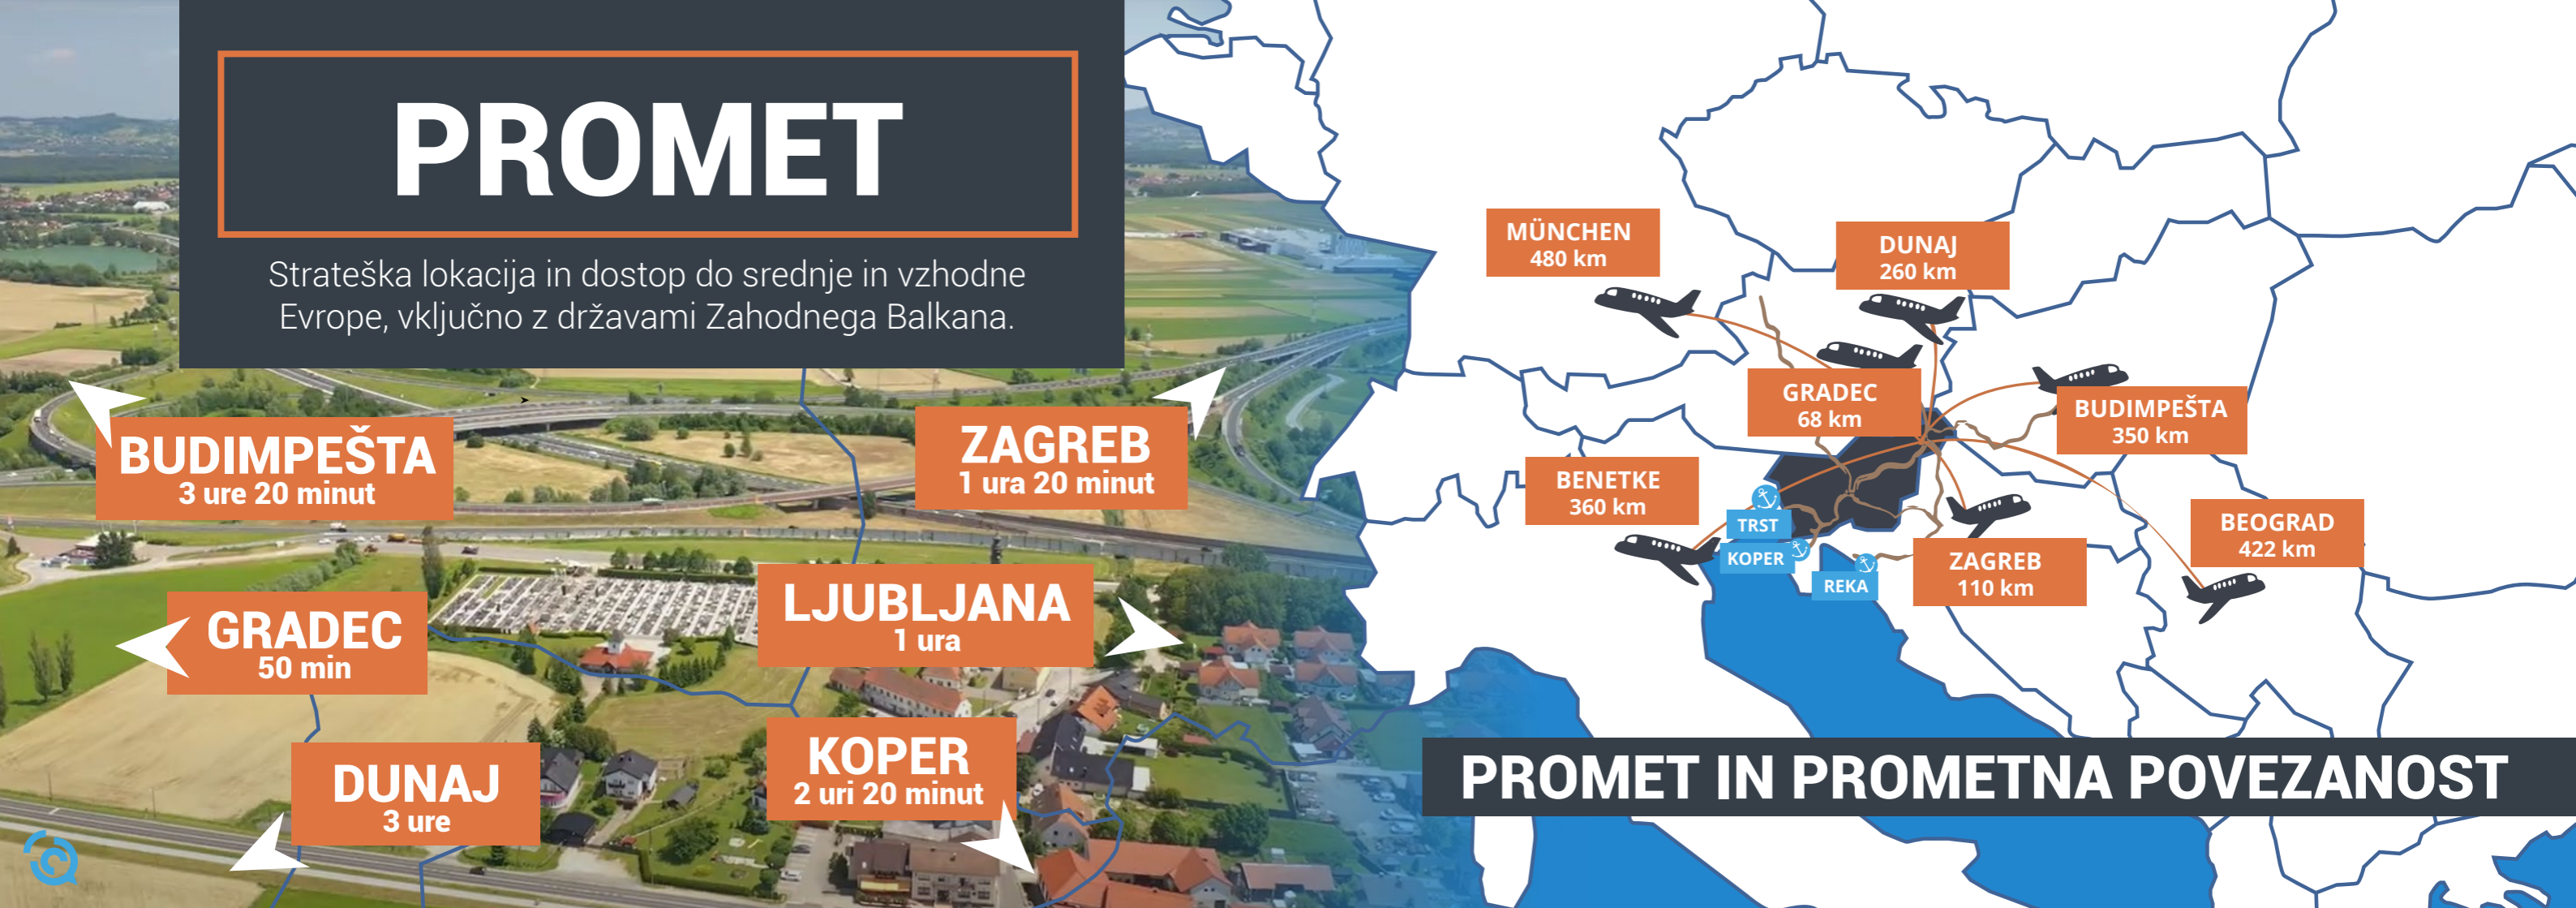 PROMET
Strateška lokacija in dostop do srednje in vzhodne
Evrope, vključno z državami Zahodnega Balkana.
BUDIMPEŠTA
3 ure 20 minut
ZAGREB
1 ura 20 minut
GRADEC
50 min
LJUBLJANA
1 ura
DUNAJ
3 ure
KOPER
2 uri 20 minut
MÜNCHEN
480 km
DUNAJ
260 km
GRADEC
68 km
BUDIMPEŠTA
350 km
BENETKE
360 km
TRST
KOPER
REKA
ZAGREB
110 km
BEOGRAD
422 km
PROMET IN PROMETNA POVEZANOST